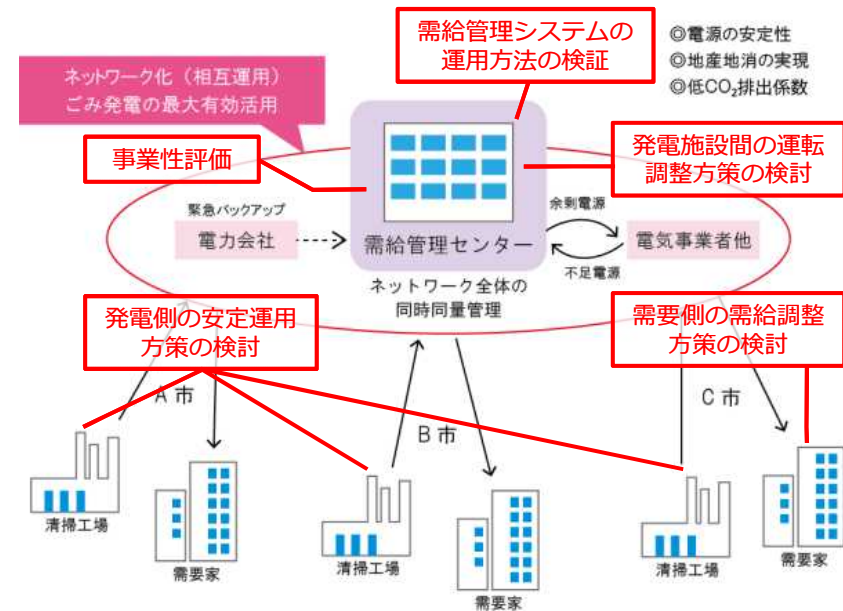 需給管理システムの
運用方法の検証
◎電源の安定性
◎地産地消の実現
◎低CO₂排出係数
ネットワーク化（相互運用）
ごみ発電の最大有効活用
事業性評価
発電施設間の運転
調整方策の検討
緊急バックアップ
電力会社
需給管理センター
余剰電源
不足電源
電気事業者他
ネットワーク全体の
同時同量管理
発電側の安定運用
方策の検討
需要側の需給調整
方策の検討
A市
B市
C市
清掃工場
需要家
清掃工場
需要家
清掃工場
需要家